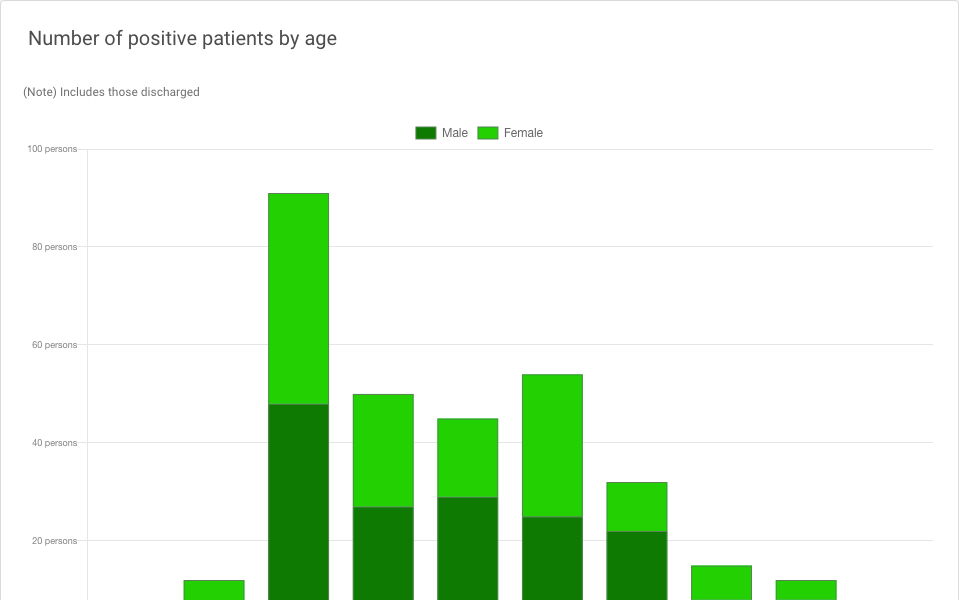 Number of positive patients by age
(Note) Includes those discharged
Male Female
100 persons
80 persons
60 persons
40 persons
20 persons